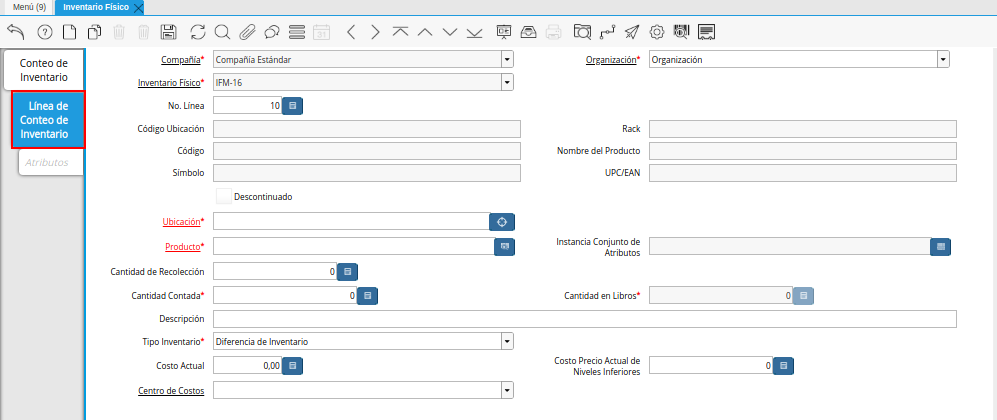 Menú (9) Inventario Físico
Conteo de
Inventario
Línea de
Conteo de
Inventario
Atributos
Compañía* Compañía Estándar Organización* Organización
Inventario Físico* IFM-16
No. Línea 10
Código Ubicación Rack
Código Nombre del Producto
Símbolo UPC/EAN
Descontinuado
Ubicación*
Producto* Instancia Conjunto de
Atributos
Cantidad de Recolección 0
Cantidad Contada* 0 Cantidad en Libros* 0
Descripción
Tipo Inventario* Diferencia de Inventario
Costo Actual 0,00 Costo Precio Actual de
Niveles Inferiores 0
Centro de Costos